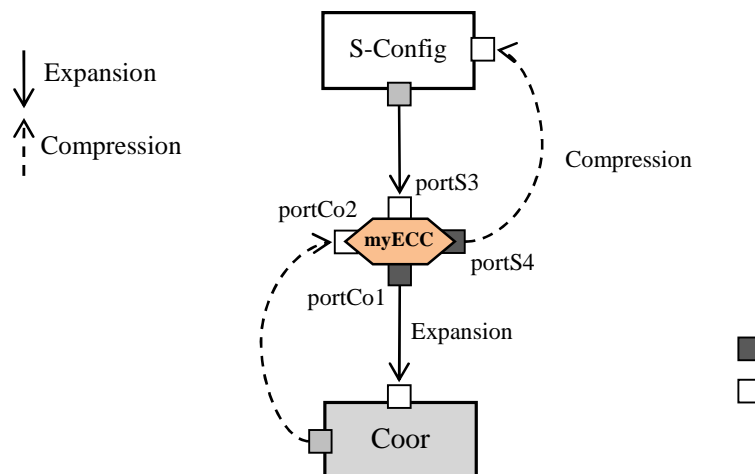 S-Config
Expansion
Compression
Compression
portS3
portCo2
myECC
portS4
portCo1
Expansion
Coor